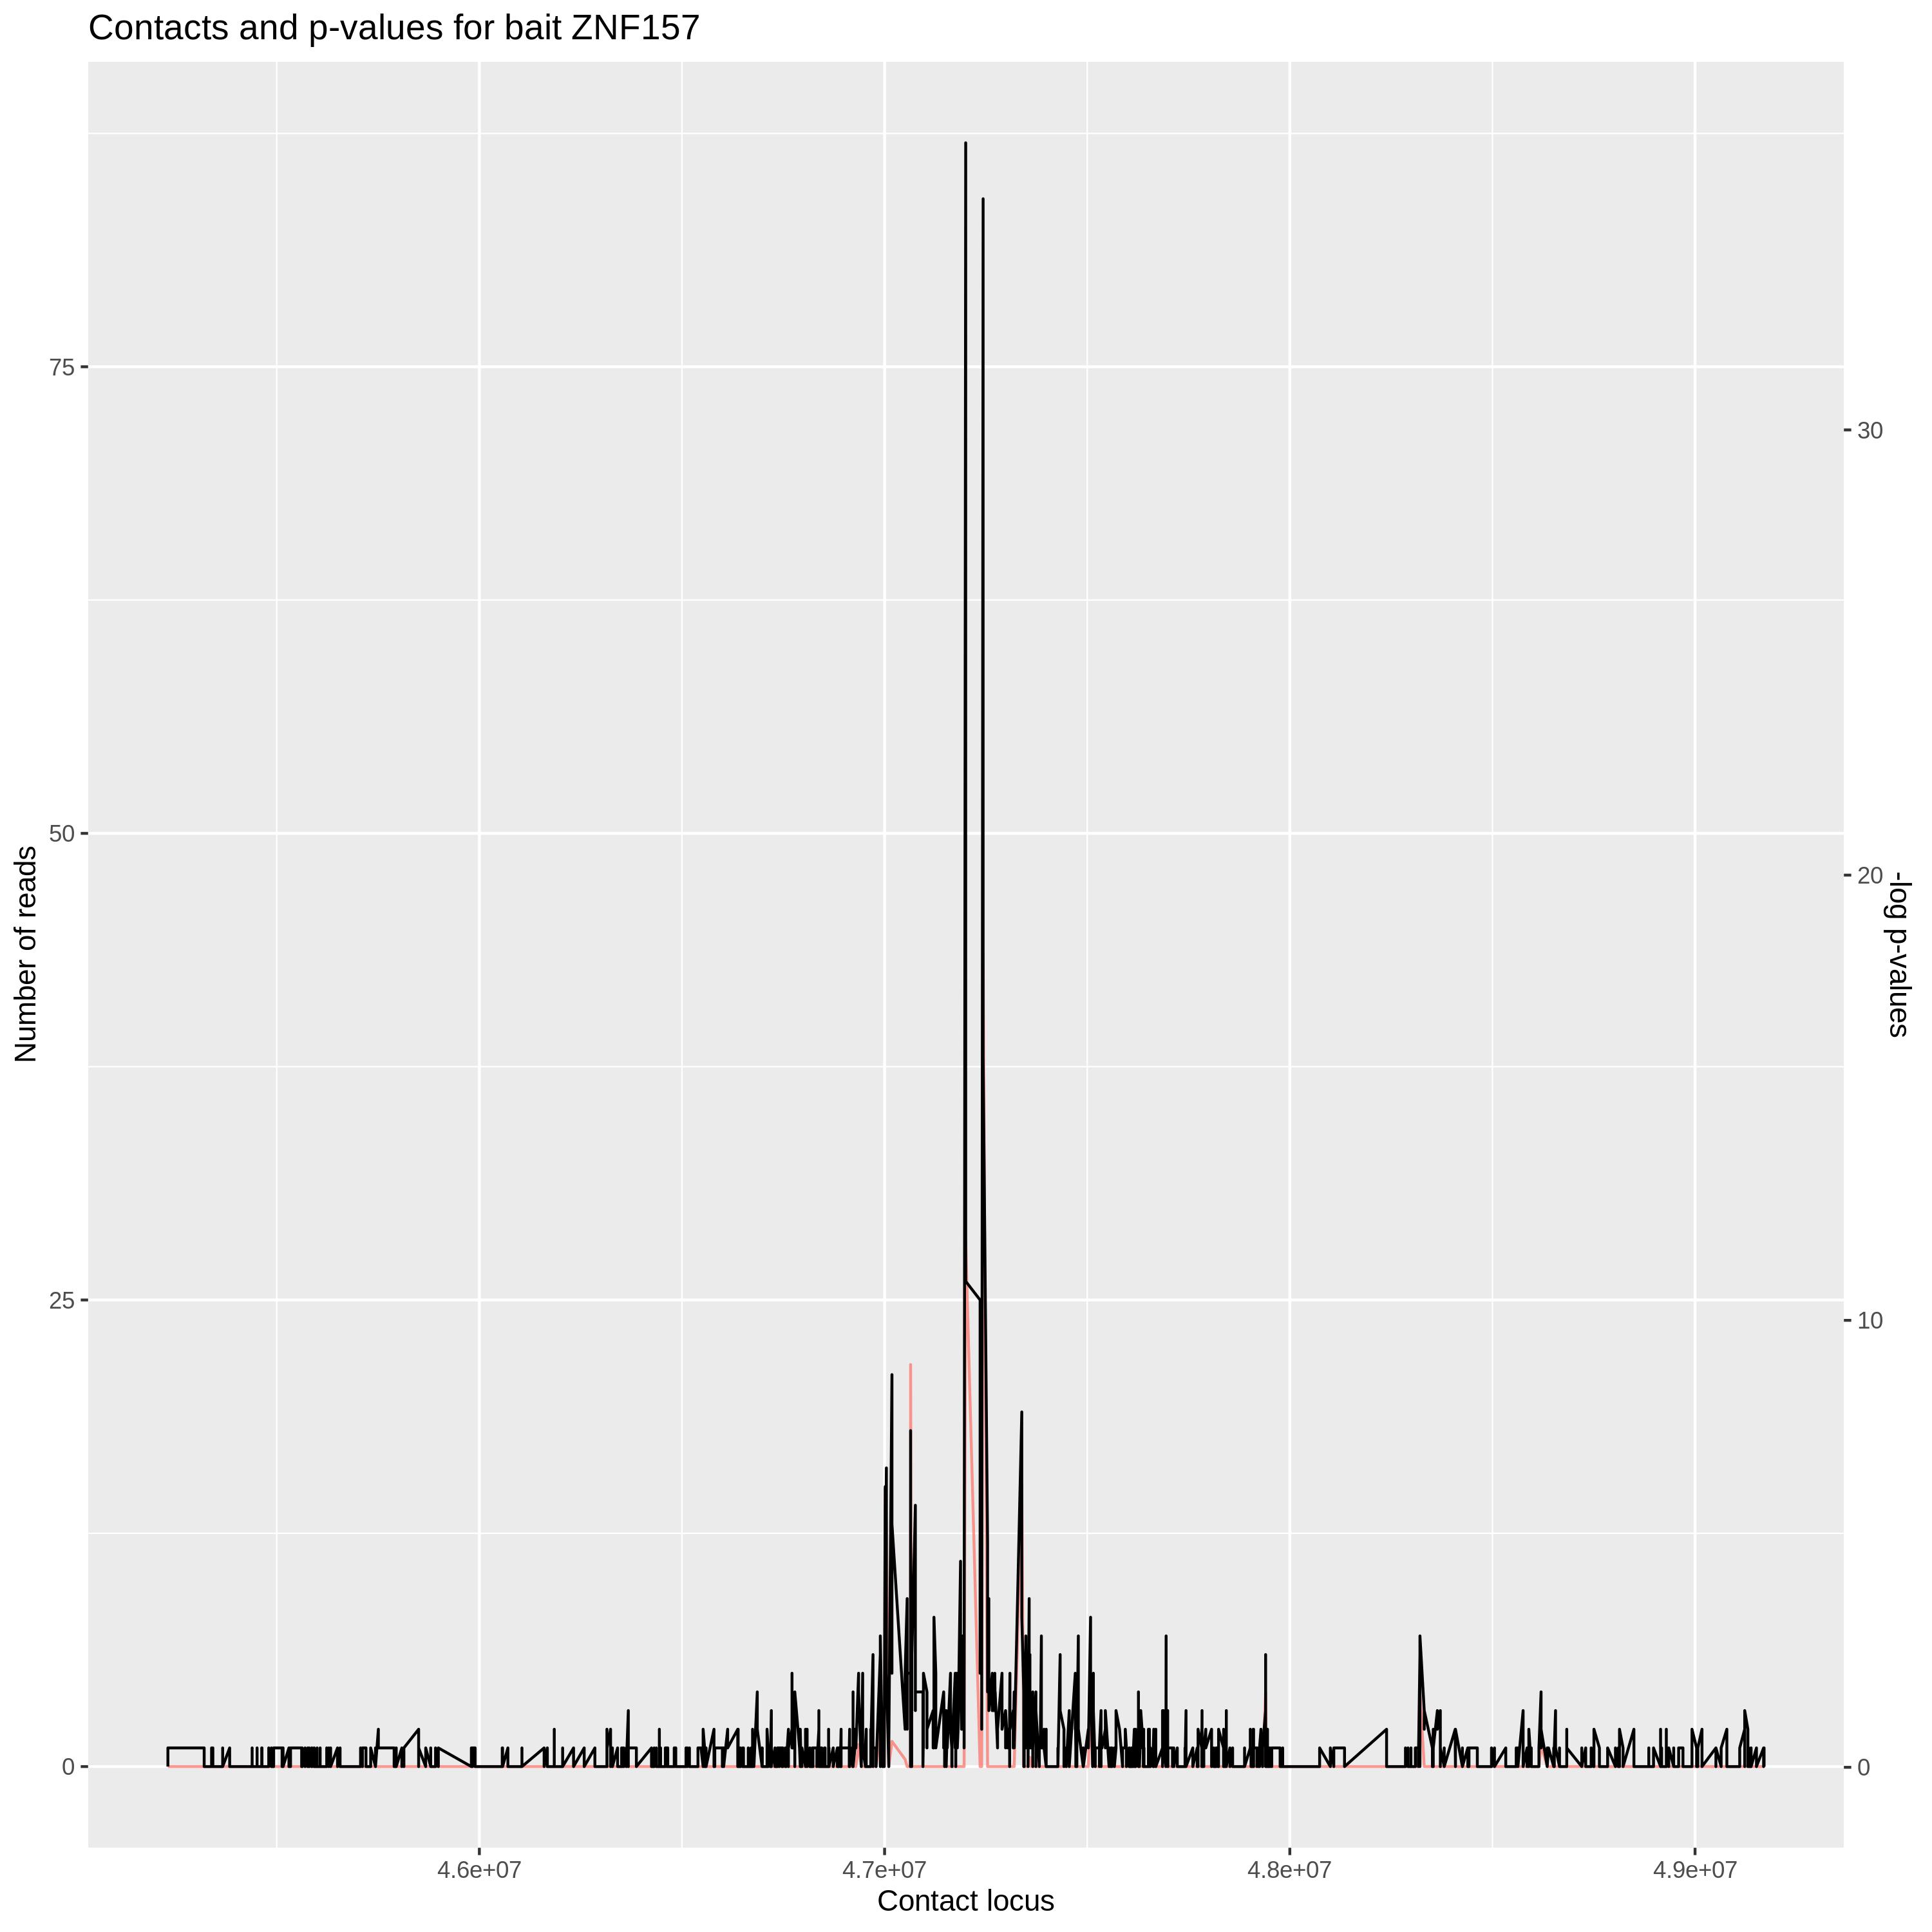 Contacts and p-values for bait ZNF157
75
50
25
0
Number of reads
30
20
10
0
-log p-values
4.6e+07 4.7e+07 4.8e+07 4.9e+07
Contact locus